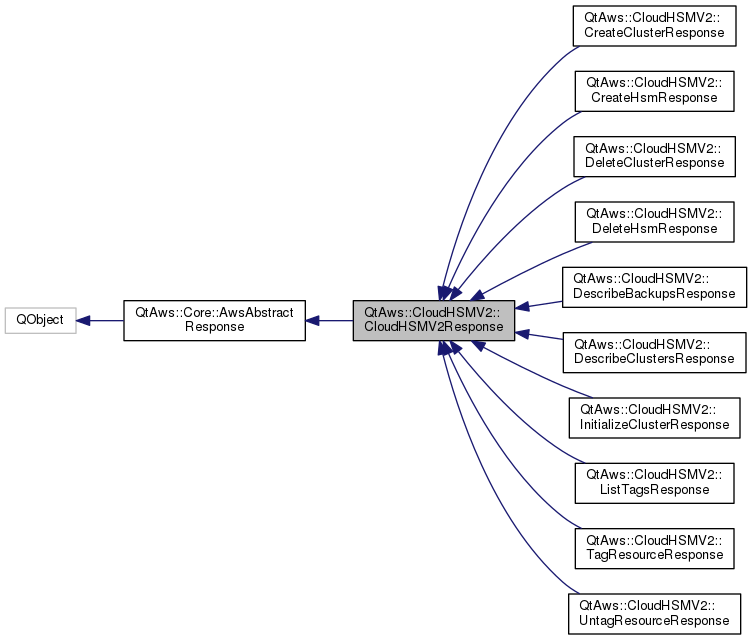 QObject
QtAws::Core::AwsAbstract
Response
QtAws::CloudHSMV2::
CloudHSMV2Response
QtAws::CloudHSMV2::
CreateClusterResponse
QtAws::CloudHSMV2::
CreateHsmResponse
QtAws::CloudHSMV2::
DeleteClusterResponse
QtAws::CloudHSMV2::
DeleteHsmResponse
QtAws::CloudHSMV2::
DescribeBackupsResponse
QtAws::CloudHSMV2::
DescribeClustersResponse
QtAws::CloudHSMV2::
InitializeClusterResponse
QtAws::CloudHSMV2::
ListTagsResponse
QtAws::CloudHSMV2::
TagResourceResponse
QtAws::CloudHSMV2::
UntagResourceResponse